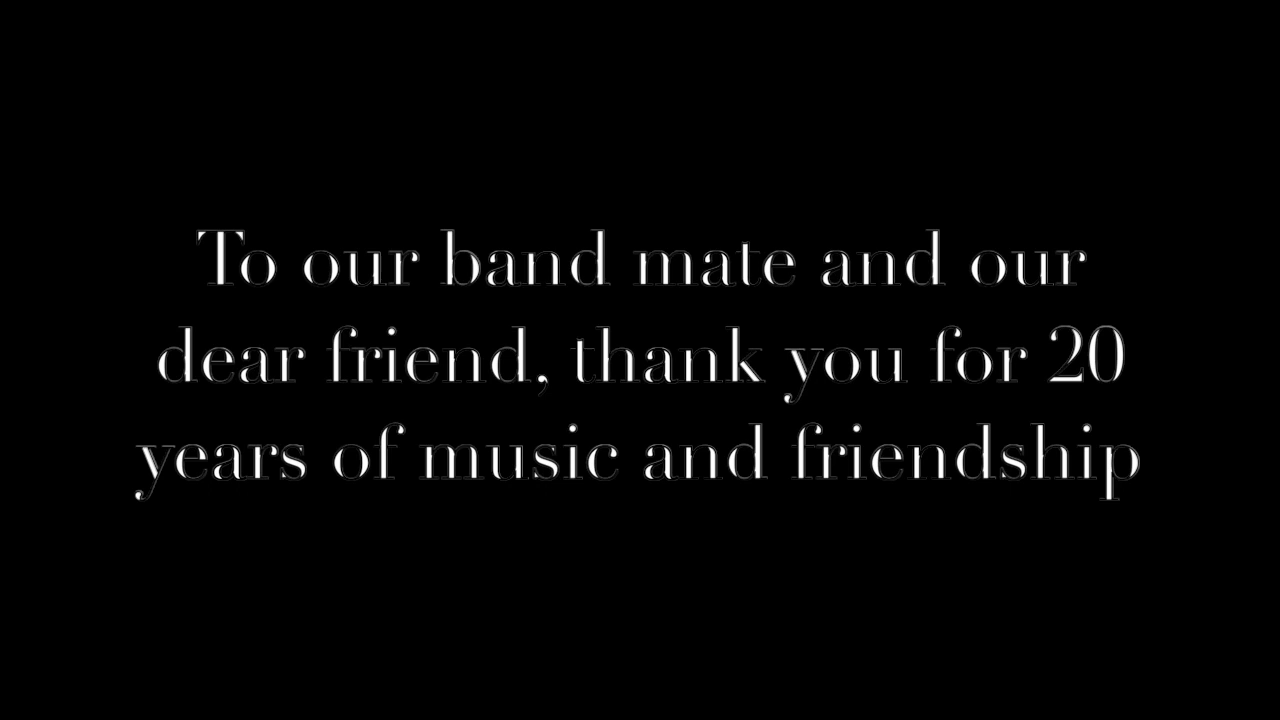 To our band mate and our
dear friend, thank you for 20
years of music and friendship